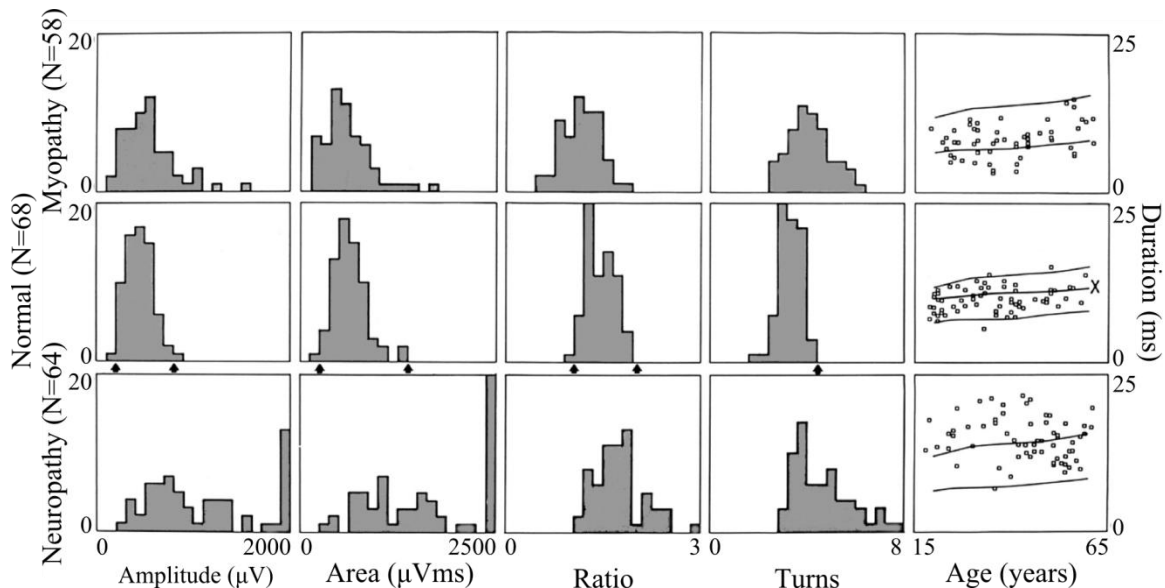 Myopathy (N=58)
20
0
25
0
Normal (N=68)
20
0
25
X
0
Duration (ms)
Neuropathy (N=64)
20
0
25
0
0 2000
0 2500
0 3
0 8
15 65
Amplitude (μV)
Area (μVms)
Ratio
Turns
Age (years)